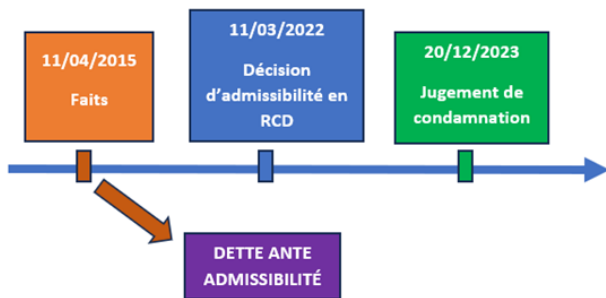 11/04/2015
Faits
11/03/2022
Décision
d'admissibilité en
RCD
20/12/2023
Jugement de
condamnation
DETTE ANTE
ADMISSIBILITÉ